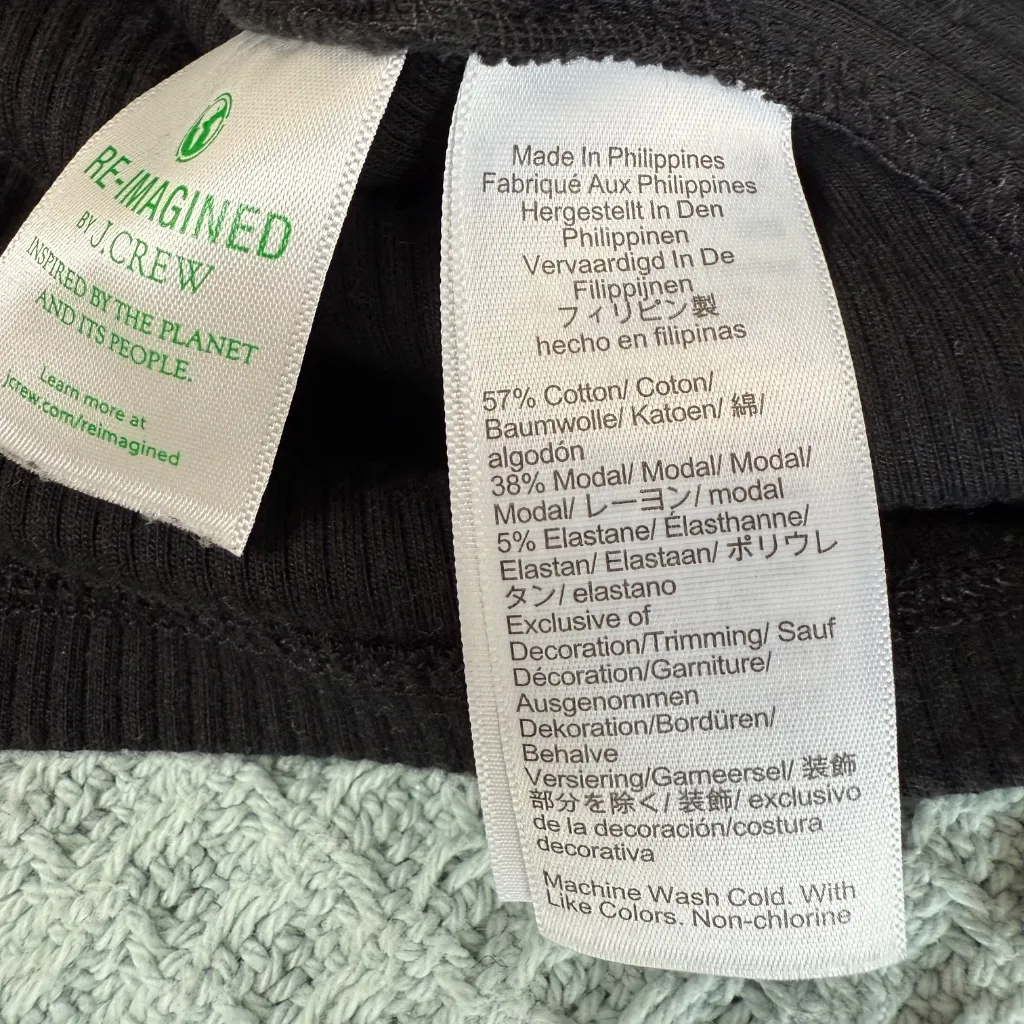 RE-IMAGINED
BY J.CREW
INSPIRED BY THE PLANET
AND ITS PEOPLE.
Learn more at
jcrew.com/reimagined
Made In Philippines
Fabriqué Aux Philippines
Hergestellt In Den
Philippinen
Vervaardigd In De
Filippijnen
フィリピン製
hecho en filipinas
57% Cotton/ Coton/
Baumwolle/ Katoen/ 綿/
algodón
38% Modal/ Modal/ Modal/
Modal/ レーヨン/ modal
5% Elastane/ Élasthanne/
Elastan/ Elastaan/ ポリウレ
タン/ elastano
Exclusive of
Decoration/Trimming/ Sauf
Décoration/Garniture/
Ausgenommen
Dekoration/Bordüren/
Behalve
Versiering/Garneersel/ 装飾
部分を除く/ 装飾/ exclusivo
de la decoración/costura
decorativa
Machine Wash Cold. With
Like Colors. Non-chlorine